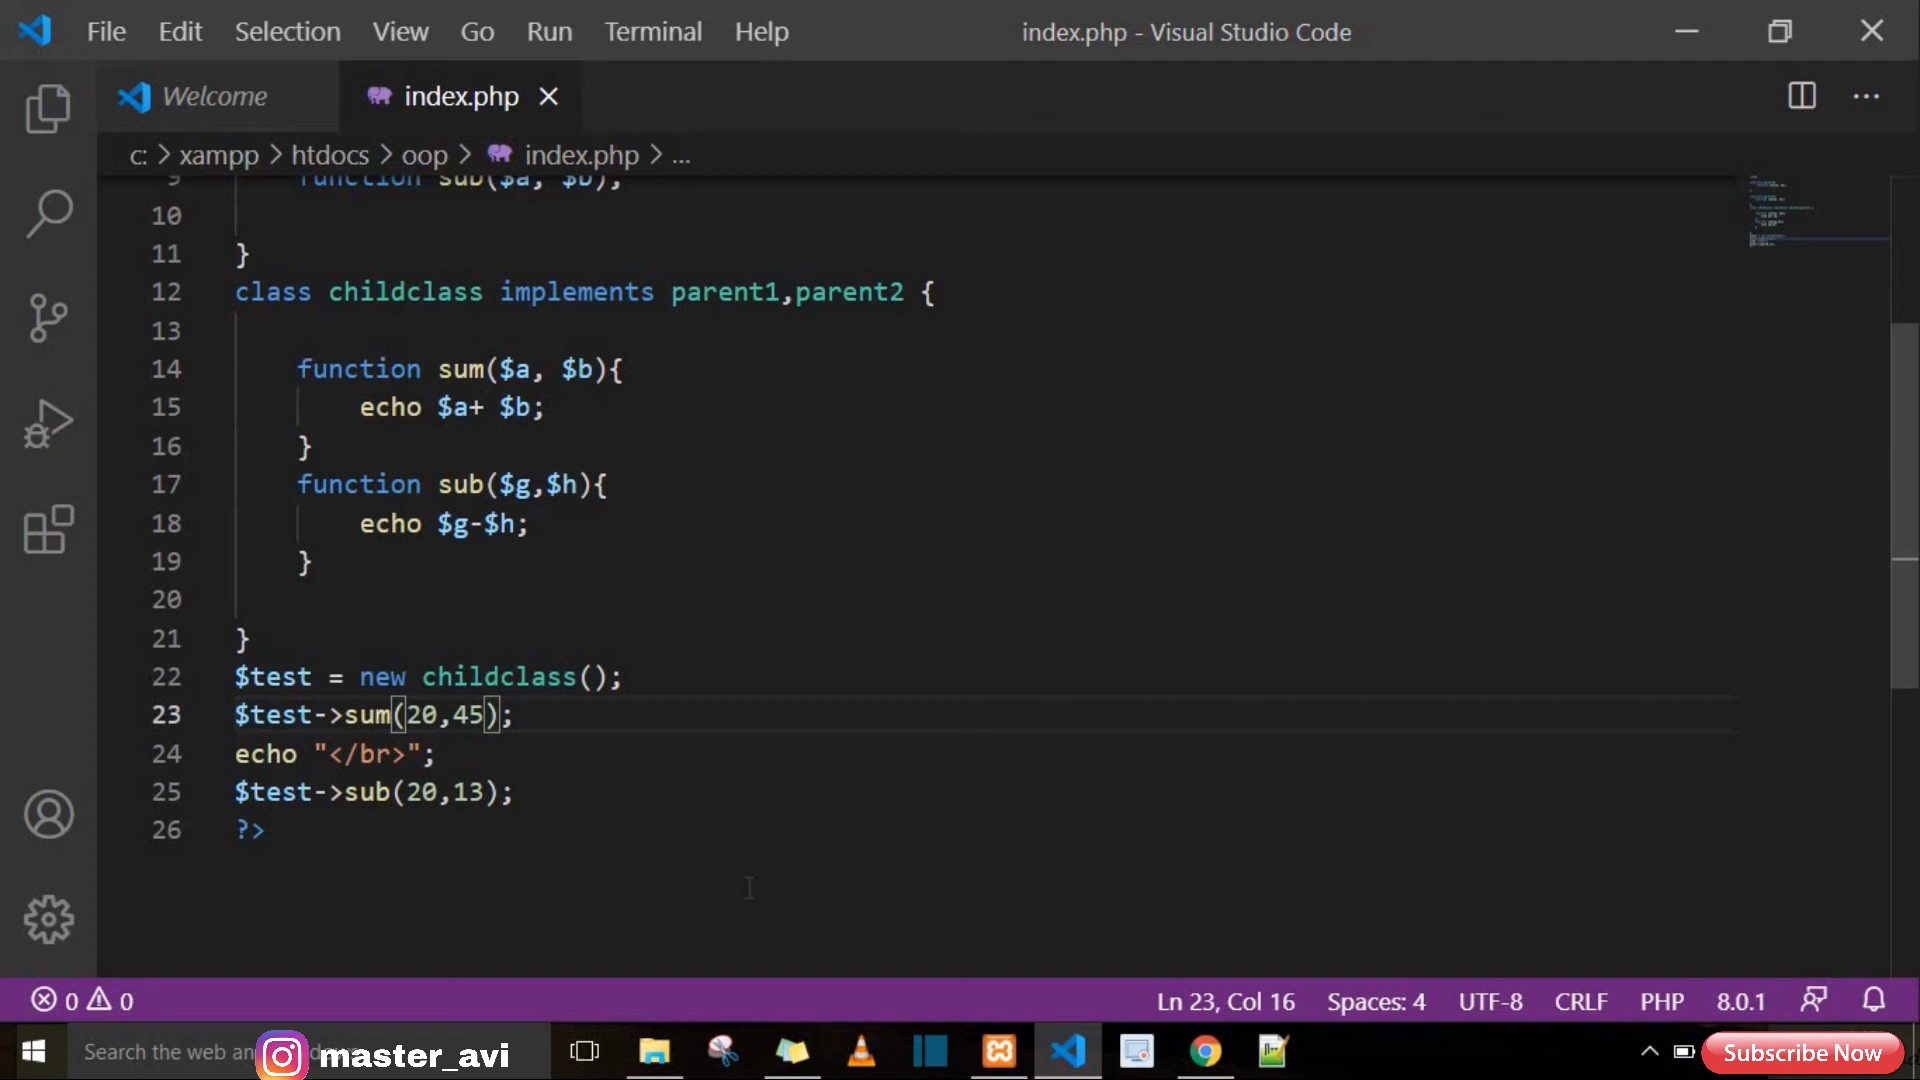 File Edit Selection View Go Run Terminal Help index.php - Visual Studio Code
Welcome index.php
c: > xampp > htdocs > oop > index.php > ...
9 function sub($a, $b);
10
11 }
12 class childclass implements parent1,parent2 {
13
14 function sum($a, $b){
15 echo $a+ $b;
16 }
17 function sub($g,$h){
18 echo $g-$h;
19 }
20
21 }
22 $test = new childclass();
23 $test->sum(20,45);
24 echo "</br>";
25 $test->sub(20,13);
26 ?>
0 0 Ln 23, Col 16 Spaces: 4 UTF-8 CRLF PHP 8.0.1
Search the web an master_avi Subscribe Now